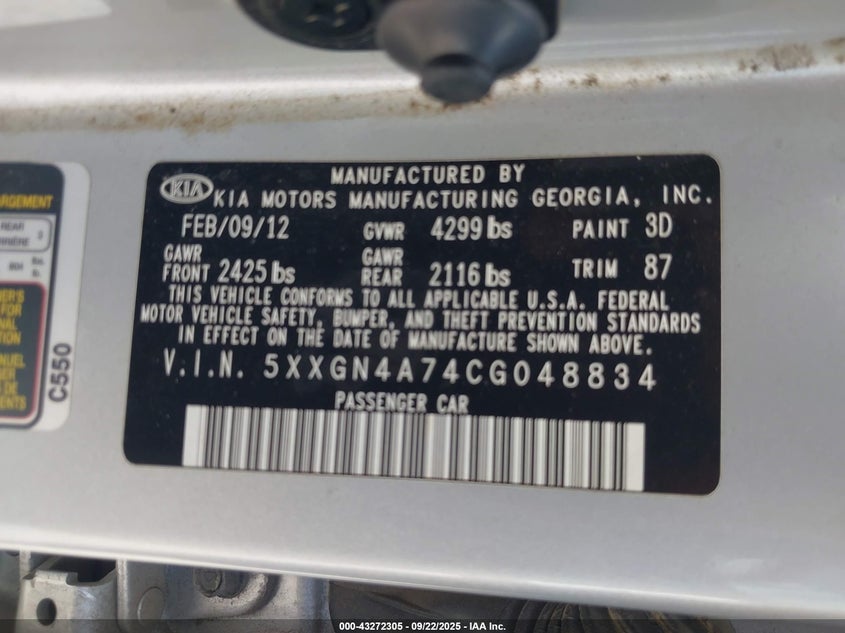 MANUFACTURED BY
KIA KIA MOTORS MANUFACTURING GEORGIA, INC.
FEB/09/12 GVWR 4299 lbs PAINT 3D
GAWR FRONT 2425 lbs GAWR REAR 2116 lbs TRIM 87
THIS VEHICLE CONFORMS TO ALL APPLICABLE U.S.A. FEDERAL
MOTOR VEHICLE SAFETY, BUMPER, AND THEFT PREVENTION STANDARDS
IN EFFECT ON THE DATE OF MANUFACTURE SHOWN ABOVE.
V.I.N. 5XXGN4A74CG048834
PASSENGER CAR
ARGEMENT
REAR
3
C550
000-43272305 - 09/22/2025 - IAA Inc.